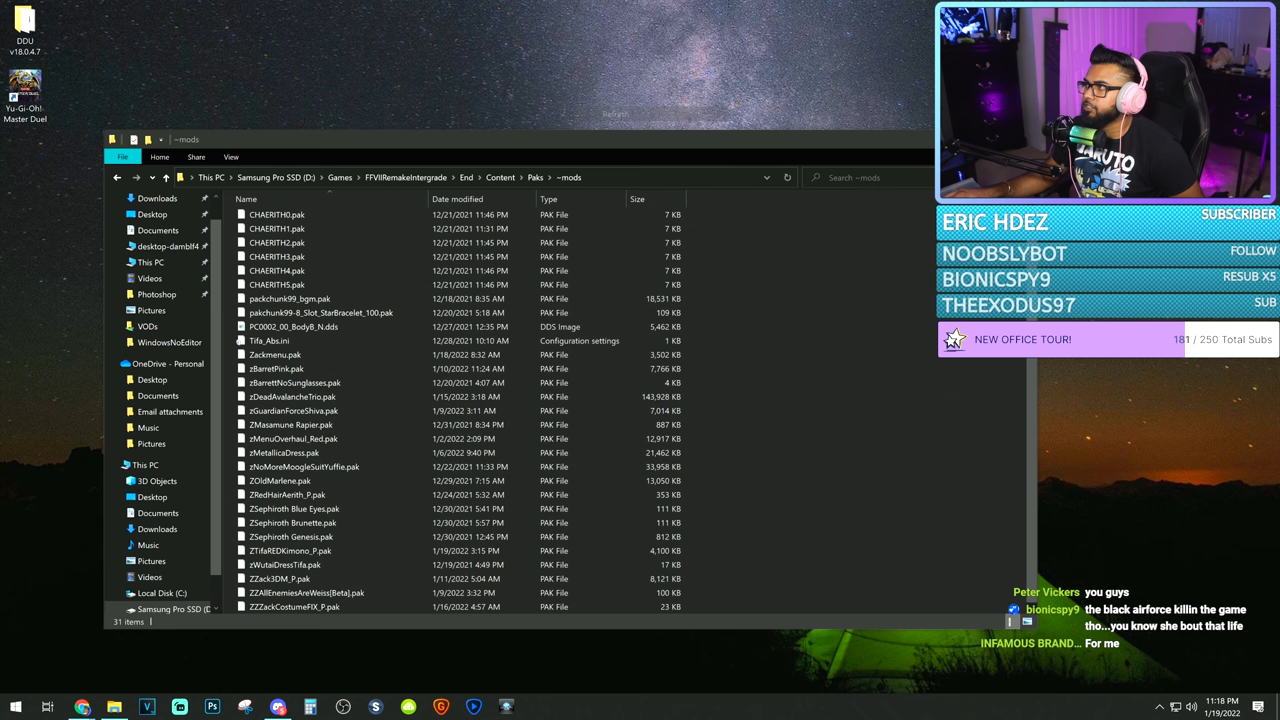 DDU
v18.0.4.7
Yu-Gi-Oh!
Master Duel
Refresh
~mods
File Home Share View
This PC Samsung Pro SSD (D:) Games FFVIIRemakeIntergrade End Content Paks ~mods
Search ~mods
Name Date modified Type Size
Downloads
Desktop
Documents
desktop-damblf4
This PC
Videos
Photoshop
Pictures
VODs
WindowsNoEditor
OneDrive - Personal
Desktop
Documents
Email attachments
Music
Pictures
This PC
3D Objects
Desktop
Documents
Downloads
Music
Pictures
Videos
Local Disk (C:)
Samsung Pro SSD (D
CHAERITH0.pak 12/21/2021 11:46 PM PAK File 7 KB
CHAERITH1.pak 12/21/2021 11:31 PM PAK File 7 KB
CHAERITH2.pak 12/21/2021 11:45 PM PAK File 7 KB
CHAERITH3.pak 12/21/2021 11:45 PM PAK File 7 KB
CHAERITH4.pak 12/21/2021 11:46 PM PAK File 7 KB
CHAERITH5.pak 12/21/2021 11:46 PM PAK File 7 KB
packchunk99_bgm.pak 12/18/2021 8:35 AM PAK File 18,531 KB
pakchunk99-8_Slot_StarBracelet_100.pak 12/20/2021 5:18 AM PAK File 109 KB
PC0002_00_BodyB_N.dds 12/27/2021 12:35 PM DDS Image 5,462 KB
Tifa_Abs.ini 12/28/2021 10:10 AM Configuration settings 1 KB
Zackmenu.pak 1/18/2022 8:32 AM PAK File 3,502 KB
zBarretPink.pak 1/10/2022 11:24 AM PAK File 7,766 KB
zBarrettNoSunglasses.pak 12/20/2021 4:07 AM PAK File 4 KB
zDeadAvalancheTrio.pak 1/15/2022 3:18 AM PAK File 143,928 KB
zGuardianForceShiva.pak 1/9/2022 3:11 AM PAK File 7,014 KB
ZMasamune Rapier.pak 12/31/2021 8:34 PM PAK File 887 KB
zMenuOverhaul_Red.pak 1/2/2022 2:09 PM PAK File 12,917 KB
zMetallicaDress.pak 1/6/2022 9:40 PM PAK File 21,462 KB
zNoMoreMoogleSuitYuffie.pak 12/22/2021 11:33 PM PAK File 33,958 KB
ZOldMarlene.pak 12/29/2021 7:15 AM PAK File 13,050 KB
ZRedHairAerith_P.pak 12/24/2021 5:32 AM PAK File 353 KB
ZSephiroth Blue Eyes.pak 12/30/2021 5:41 PM PAK File 111 KB
ZSephiroth Brunette.pak 12/30/2021 5:57 PM PAK File 111 KB
ZSephiroth Genesis.pak 12/30/2021 12:45 PM PAK File 812 KB
ZTifaREDKimono_P.pak 1/19/2022 3:15 PM PAK File 4,100 KB
zWutaiDressTifa.pak 12/19/2021 4:49 PM PAK File 17 KB
ZZack3DM_P.pak 1/11/2022 5:04 AM PAK File 8,121 KB
ZZAllEnemiesAreWeiss[Beta].pak 1/9/2022 3:32 PM PAK File 100 KB
ZZZackCostumeFIX_P.pak 1/16/2022 4:57 AM PAK File 23 KB
31 items
NARUTO
ERIC HDEZ SUBSCRIBER
NOOBSLYBOT FOLLOW
BIONICSPY9 RESUB X5
THEEXODUS97 SUB
NEW OFFICE TOUR! 181 / 250 Total Subs
Peter Vickers you guys
bionicspy9 the black airforce killin the game
tho...you know she bout that life
INFAMOUS BRAND... For me
11:18 PM
1/19/2022